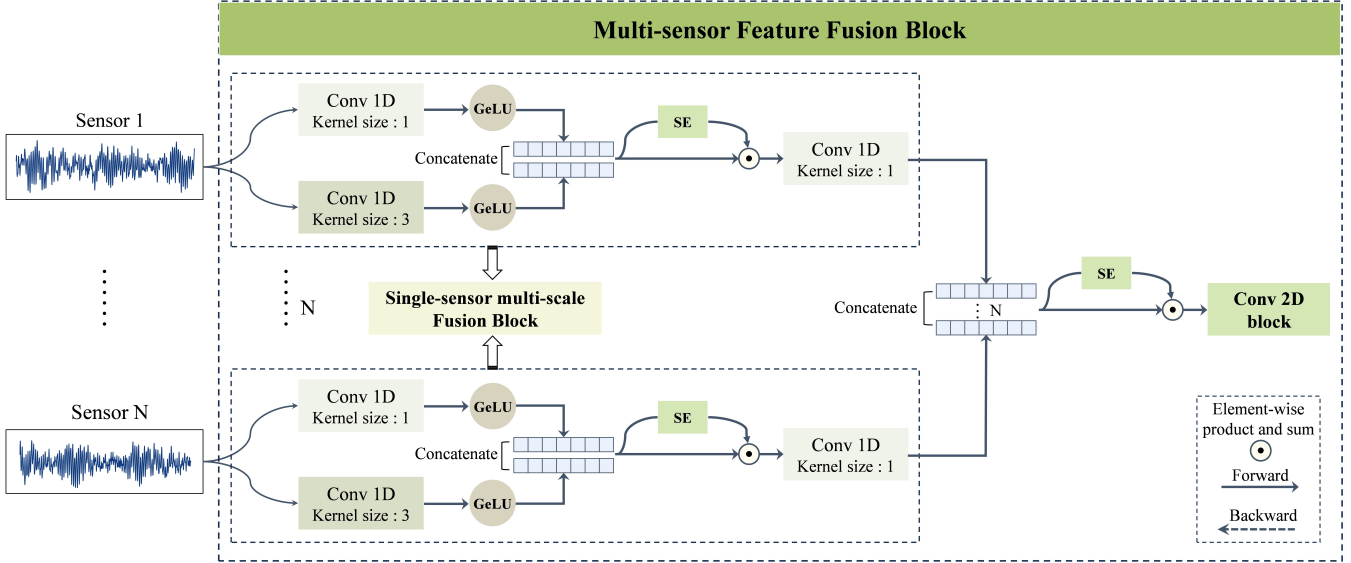 Multi-sensor Feature Fusion Block
Sensor 1
Conv 1D
Kernel size : 1
GeLU
Conv 1D
Kernel size : 3
GeLU
Concatenate
SE
Conv 1D
Kernel size : 1
N
Single-sensor multi-scale
Fusion Block
Sensor N
Conv 1D
Kernel size : 1
GeLU
Conv 1D
Kernel size : 3
GeLU
Concatenate
SE
Conv 1D
Kernel size : 1
Concatenate
N
SE
Conv 2D
block
Element-wise
product and sum
Forward
Backward